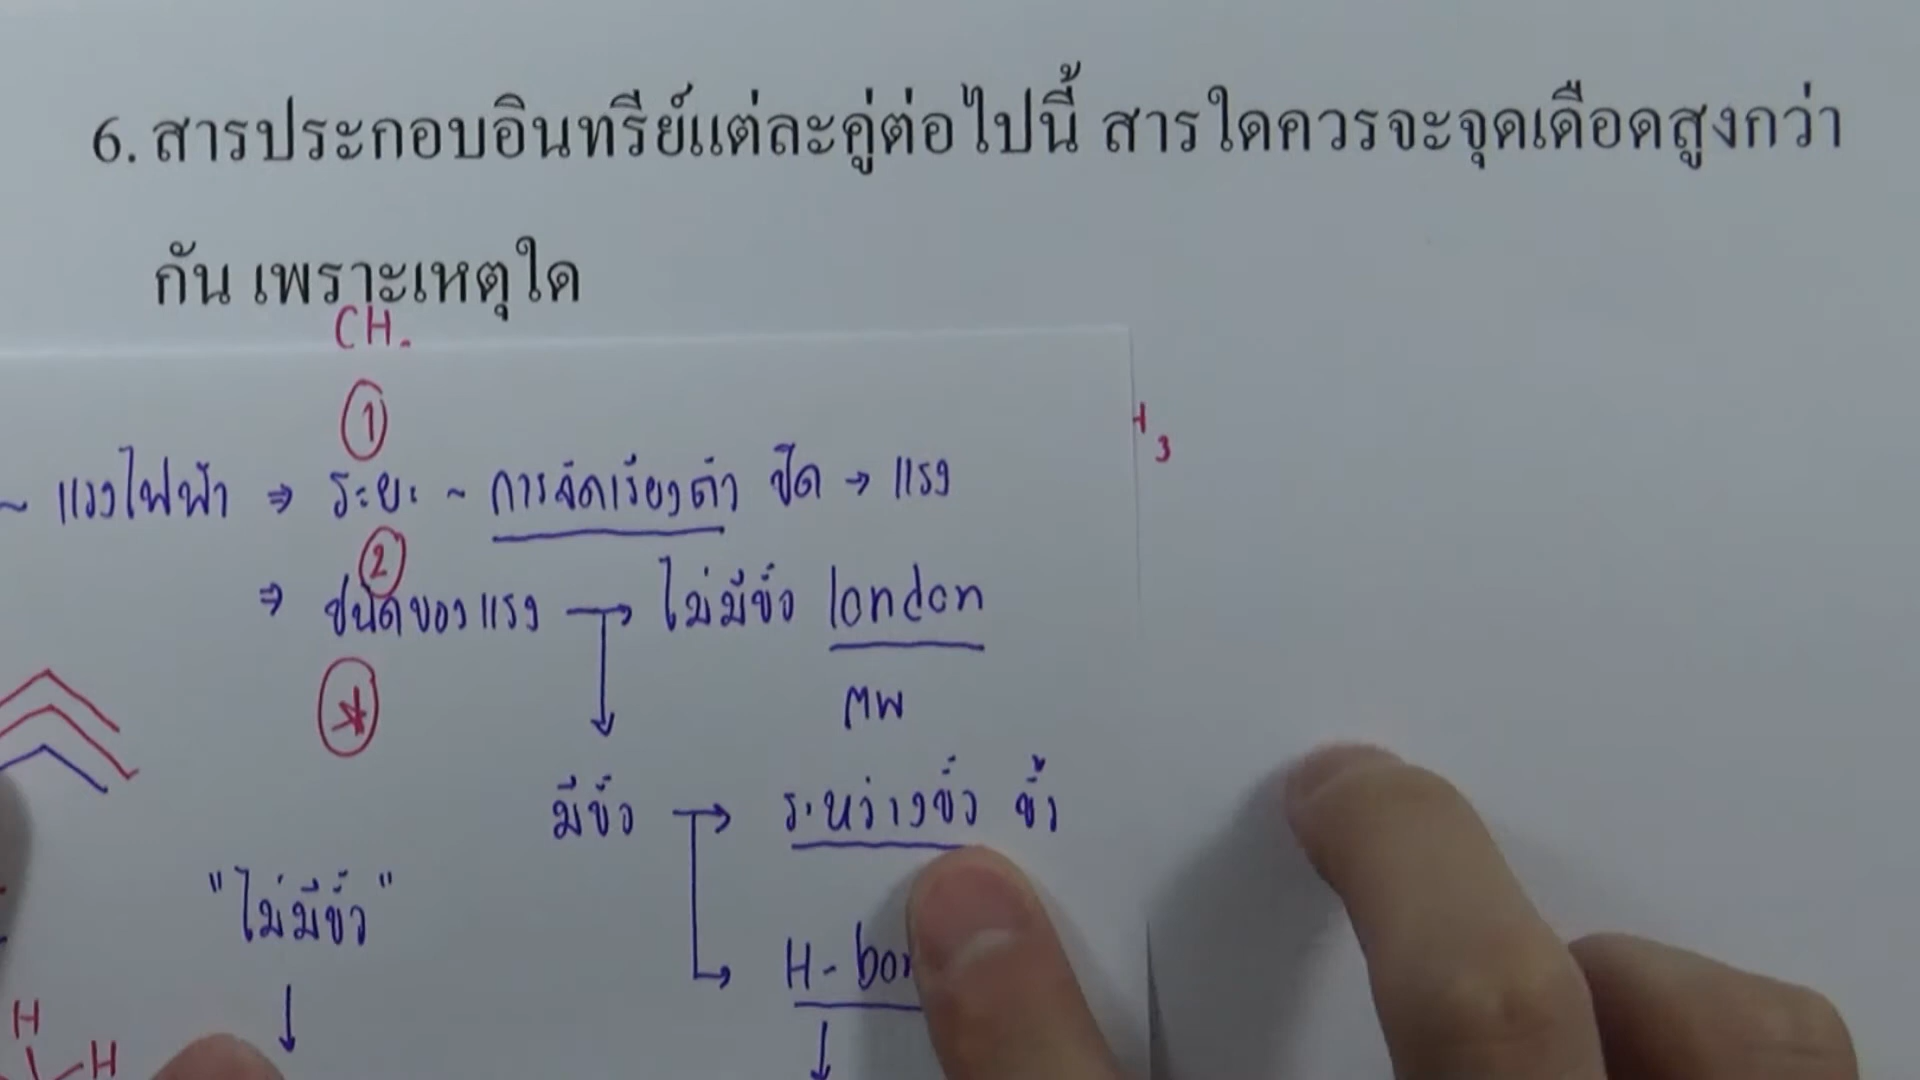 6. สารประกอบอินทรีย์แต่ละคู่ต่อไปนี้ สารใดควรจะจุดเดือดสูงกว่า
กัน เพราะเหตุใด
CH
①
H3
~ แรงไฟฟ้า ⇒ ระยะ ~ การจัดเรียงตัว ชิด → แรง
②
⇒ ชนิดของแรง → ไม่มีขั้ว london
*
MW
มีขั้ว → ระหว่างขั้ว ขั้ว
"ไม่มีขั้ว"
H-bon
H
H